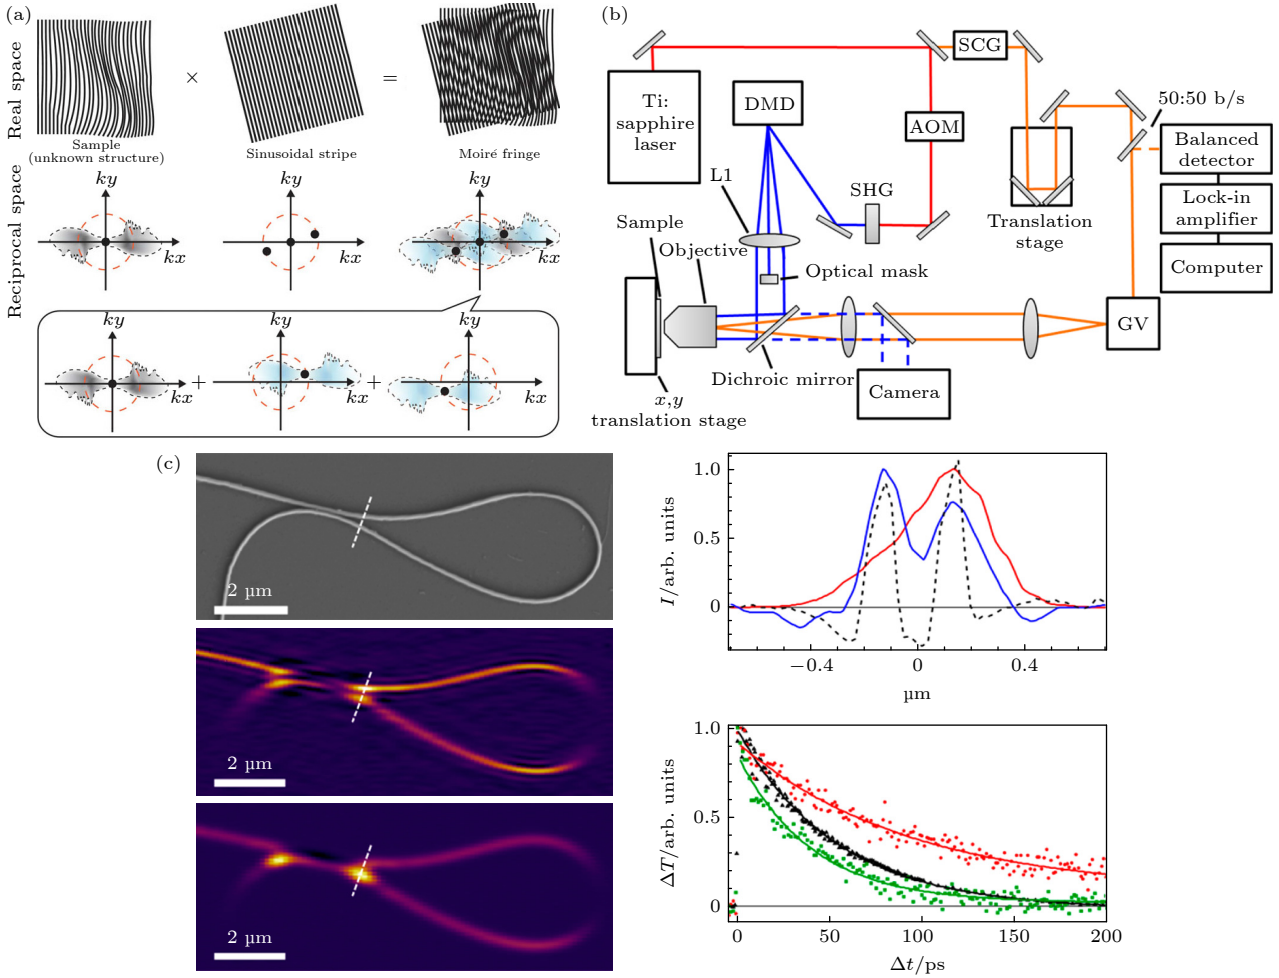 (a)
Real space
Sample
(unknown structure)
×
Sinusoidal stripe
=
Moiré fringe
Reciprocal space
ky
kx
ky
kx
ky
kx
ky
kx
+
ky
kx
+
ky
kx
(b)
Ti:
sapphire
laser
DMD
SCG
AOM
50:50 b/s
Balanced
detector
Lock-in
amplifier
Computer
L1
SHG
Translation
stage
Sample
Objective
Optical mask
GV
Dichroic mirror
Camera
x,y
translation stage
(c)
2 µm
2 µm
2 µm
I/arb. units
1.0
0.5
0
−0.4
0
0.4
µm
ΔT/arb. units
1.0
0.5
0
0
50
100
150
200
Δt/ps